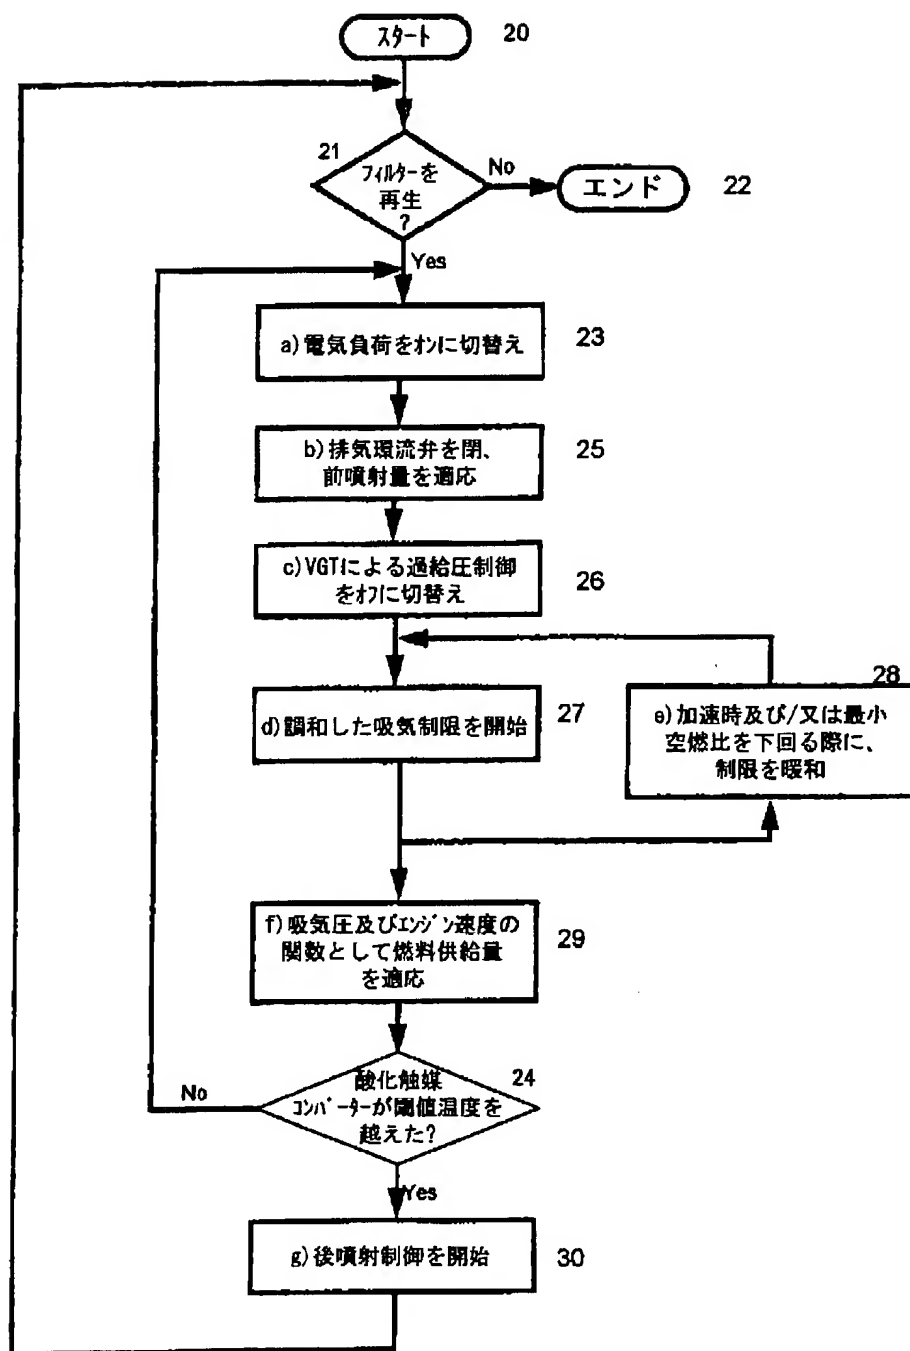 スタート
20
21
フィルターを
再生
?
No
エンド
22
Yes
a)電気負荷をオンに切替え
23
b)排気環流弁を閉、
前噴射量を適応
25
c)VGTによる過給圧制御
をオフに切替え
26
d)調和した吸気制限を開始
27
28
e)加速時及び/又は最小
空燃比を下回る際に、
制限を暖和
f)吸気圧及びエンジン速度の
関数として燃料供給量
を適応
29
酸化触媒
コンバーターが閾値温度を
越えた?
24
No
Yes
g)後噴射制御を開始
30